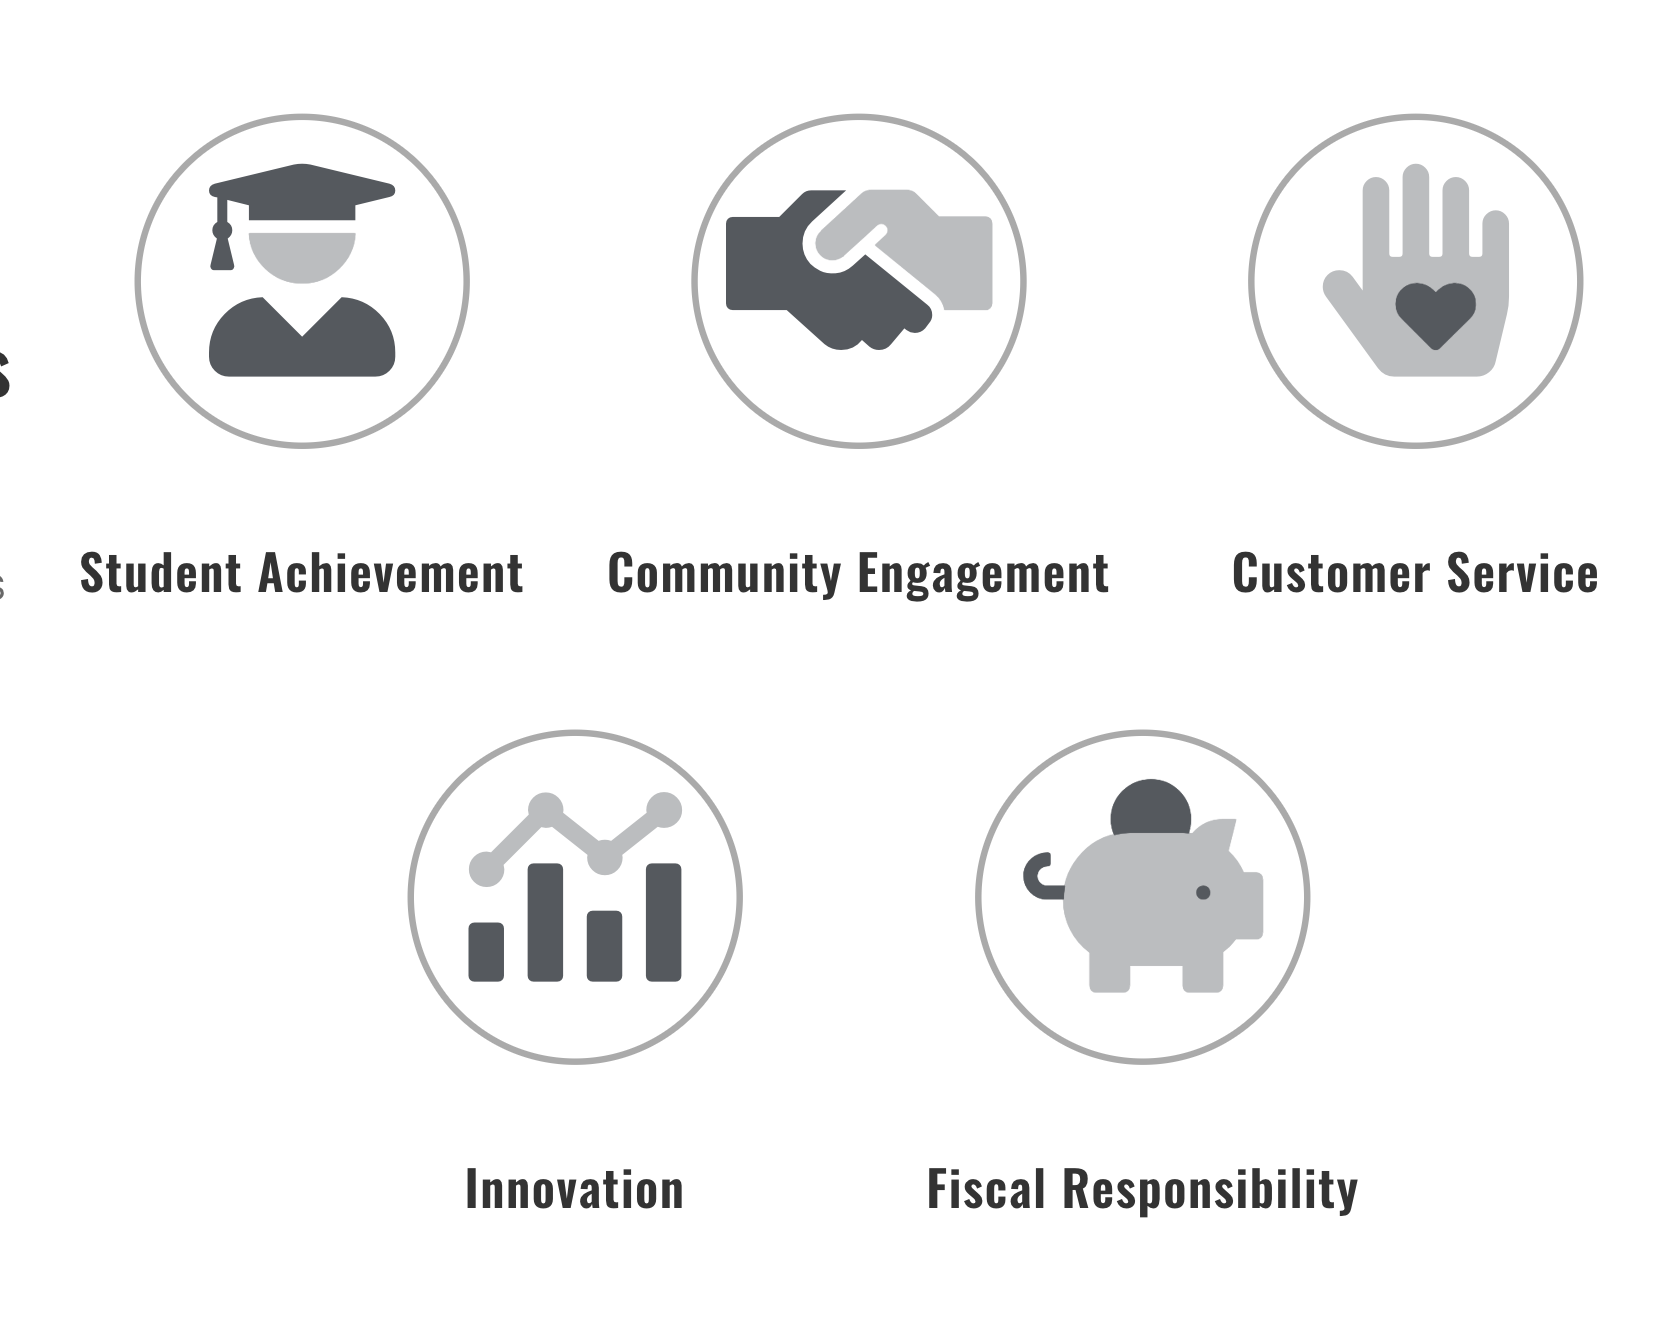 Student Achievement
Community Engagement
Customer Service
Innovation
Fiscal Responsibility